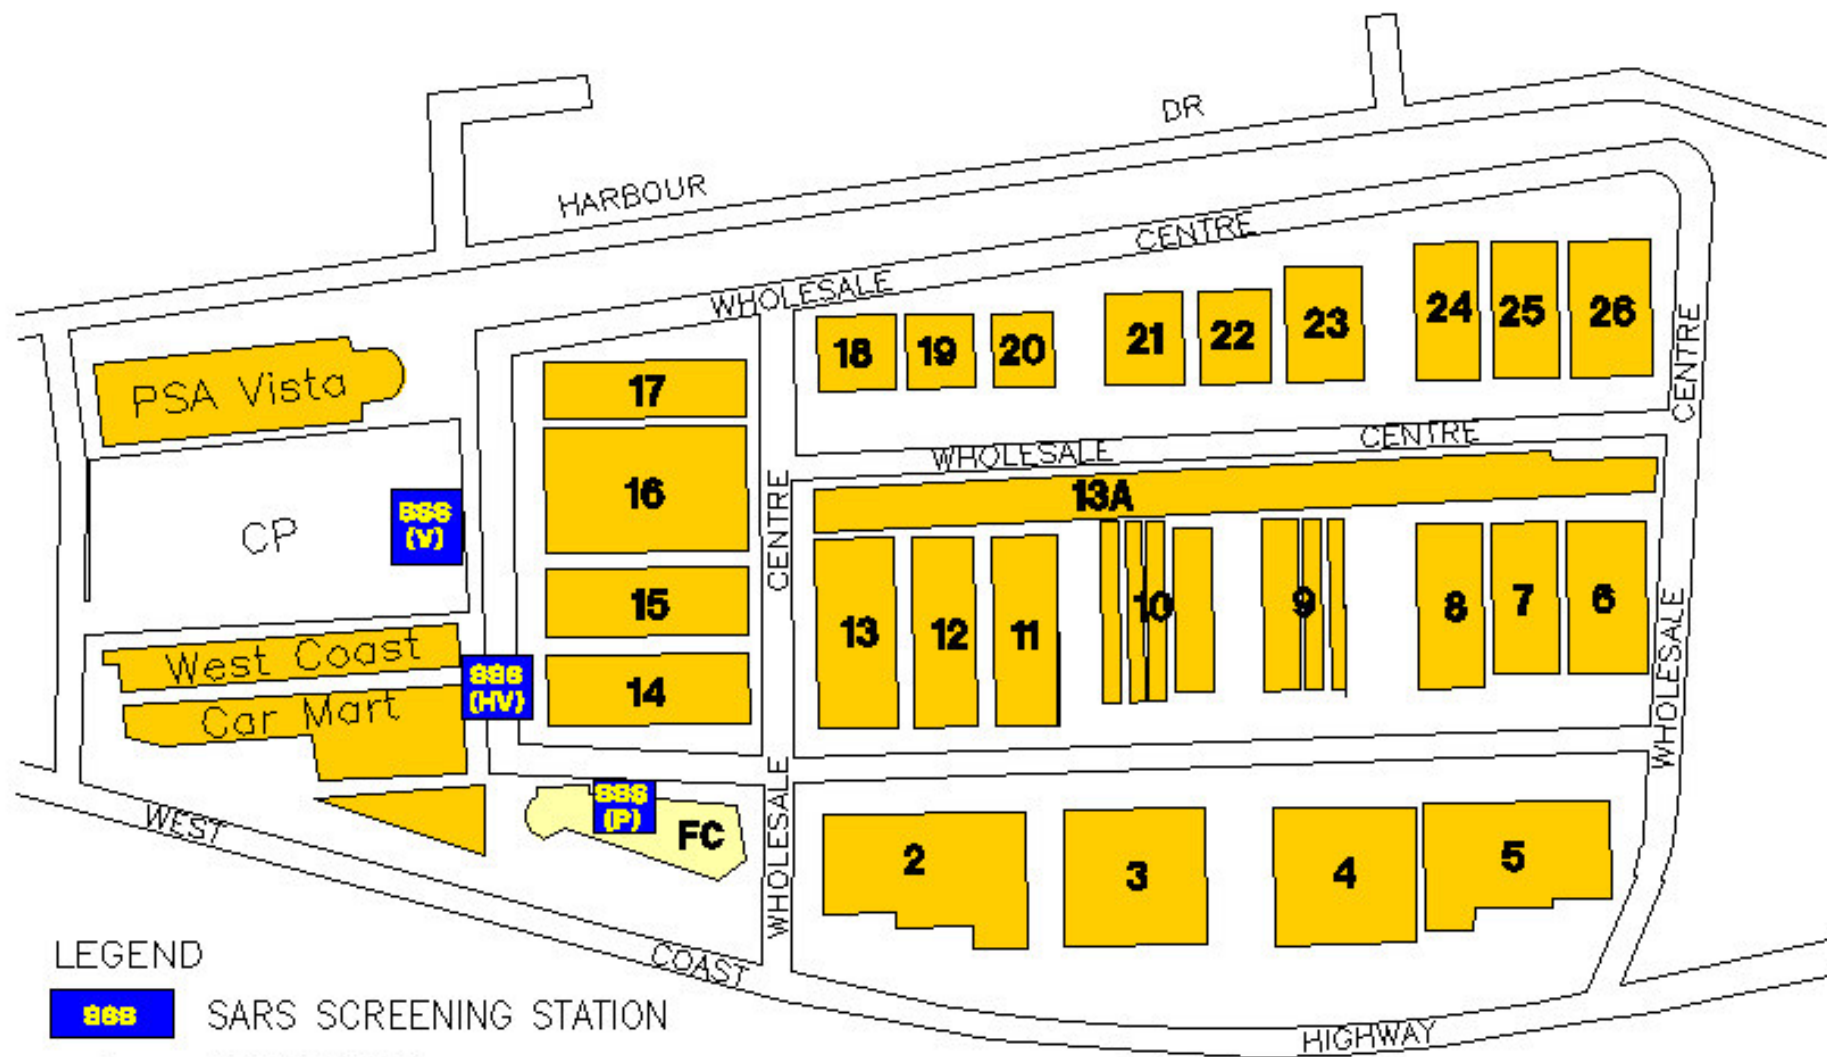 DR
HARBOUR
CENTRE
WHOLESALE
18 19 20 21 22 23 24 25 26
CENTRE
PSA Vista
17
WHOLESALE CENTRE
16
13A
CENTRE
CP
SSS
(V)
15
13 12 11 10 9 8 7 6
WHOLESALE
West Coast
Car Mart
SSS
(HV)
14
SSS
(P)
FC
WHOLESALE
2 3 4 5
WEST
COAST
HIGHWAY
LEGEND
SSS SARS SCREENING STATION